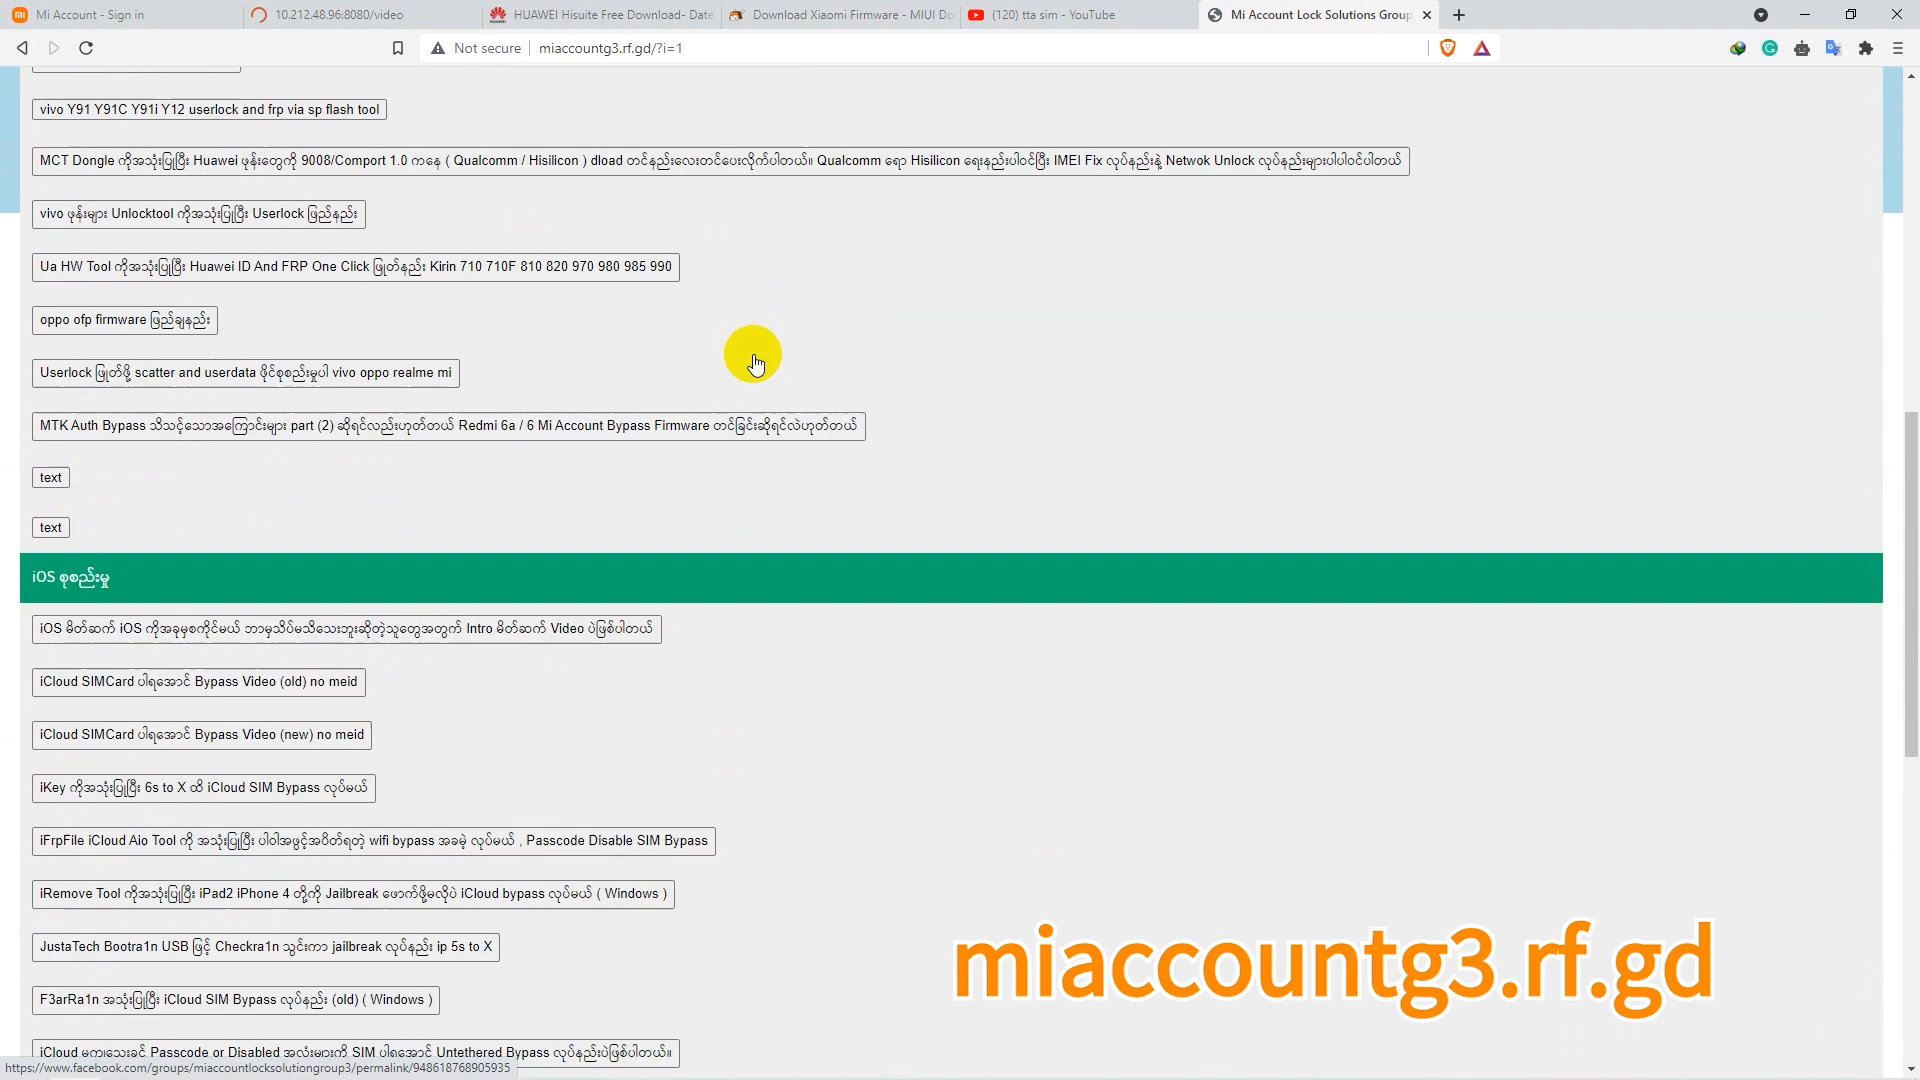 Mi Account - Sign in
10.212.48.96:8080/video
HUAWEI Hisuite Free Download- Date
Download Xiaomi Firmware - MIUI Do
(120) tta sim - YouTube
Mi Account Lock Solutions Group
Not secure
miaccountg3.rf.gd/?i=1
vivo Y91 Y91C Y91i Y12 userlock and frp via sp flash tool
MCT Dongle ကိုအသုံးပြုပြီး Huawei ဖုန်းတွေကို 9008/Comport 1.0 ကနေ ( Qualcomm / Hisilicon ) dload တင်နည်းလေးတင်ပေးလိုက်ပါတယ်။ Qualcomm ရော Hisilicon ရေးနည်းပါဝင်ပြီး IMEI Fix လုပ်နည်းနဲ့ Netwok Unlock လုပ်နည်းများပါပါဝင်ပါတယ်
vivo ဖုန်းများ Unlocktool ကိုအသုံးပြုပြီး Userlock ဖြည်နည်း
Ua HW Tool ကိုအသုံးပြုပြီး Huawei ID And FRP One Click ဖြုတ်နည်း Kirin 710 710F 810 820 970 980 985 990
oppo ofp firmware ဖြည်ချနည်း
Userlock ဖြုတ်ဖို့ scatter and userdata ဖိုင်စုစည်းမှုပါ vivo oppo realme mi
MTK Auth Bypass သိသင့်သောအကြောင်းများ part (2) ဆိုရင်လည်းဟုတ်တယ် Redmi 6a / 6 Mi Account Bypass Firmware တင်ခြင်းဆိုရင်လဲဟုတ်တယ်
text
text
iOS စုစည်းမှု
iOS မိတ်ဆက် iOS ကိုအခုမှစကိုင်မယ် ဘာမှသိပ်မသိသေးဘူးဆိုတဲ့သူတွေအတွက် Intro မိတ်ဆက် Video ပဲဖြစ်ပါတယ်
iCloud SIMCard ပါရအောင် Bypass Video (old) no meid
iCloud SIMCard ပါရအောင် Bypass Video (new) no meid
iKey ကိုအသုံးပြုပြီး 6s to X ထိ iCloud SIM Bypass လုပ်မယ်
iFrpFile iCloud Aio Tool ကို အသုံးပြုပြီး ပါဝါအဖွင့်အပိတ်ရတဲ့ wifi bypass အခမဲ့ လုပ်မယ် , Passcode Disable SIM Bypass
iRemove Tool ကိုအသုံးပြုပြီး iPad2 iPhone 4 တို့ကို Jailbreak ဖောက်ဖို့မလိုပဲ iCloud bypass လုပ်မယ် ( Windows )
JustaTech Bootra1n USB ဖြင့် Checkra1n သွင်းကာ jailbreak လုပ်နည်း ip 5s to X
F3arRa1n အသုံးပြုပြီး iCloud SIM Bypass လုပ်နည်း (old) ( Windows )
iCloud မကျသေးခင် Passcode or Disabled အလုံးများကို SIM ပါရအောင် Untethered Bypass လုပ်နည်းပဲဖြစ်ပါတယ်။
miaccountg3.rf.gd
https://www.facebook.com/groups/miaccountlocksolutiongroup3/permalink/948618768905935